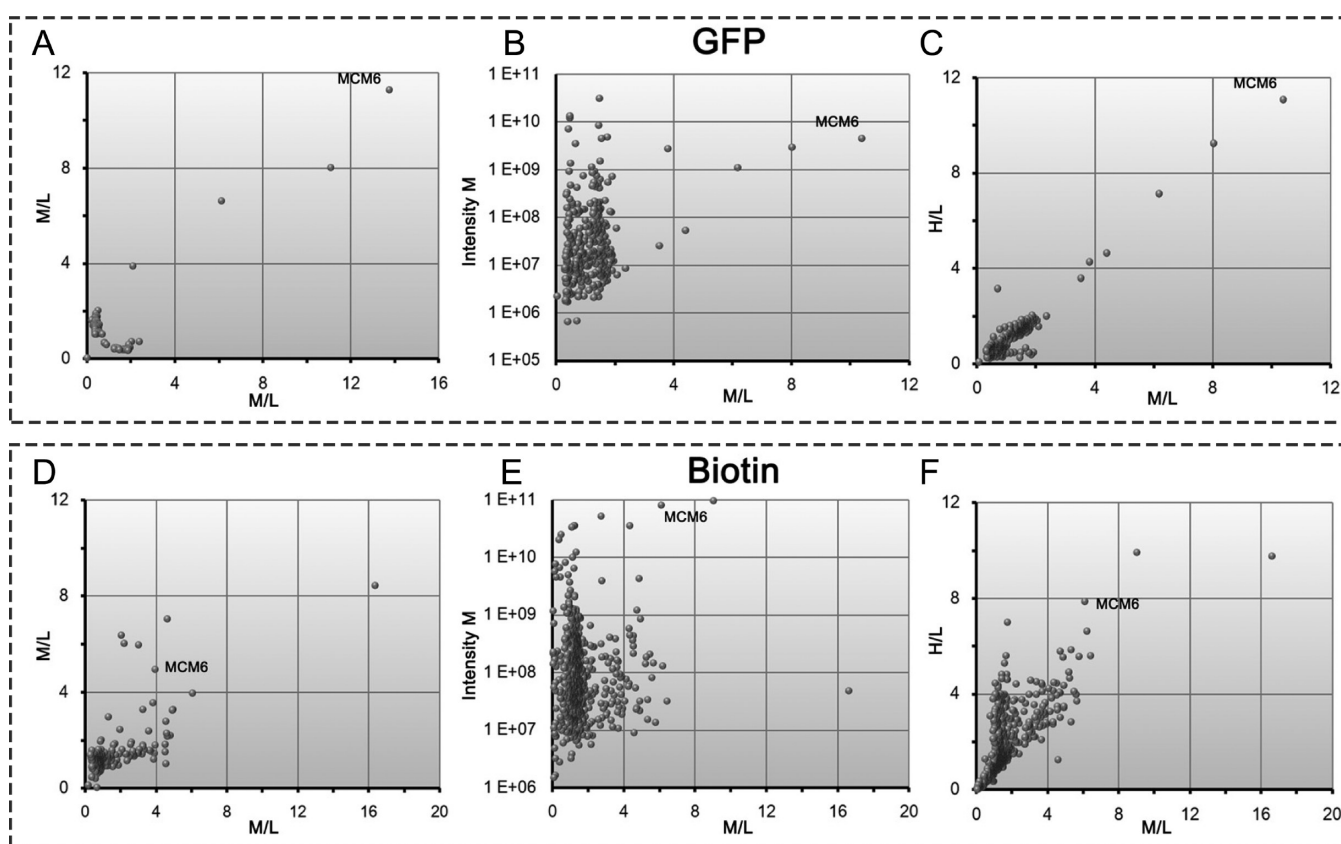 A
B
GFP
C
12
8
4
0
M/L
MCM6
0
4
8
12
16
M/L
1 E+11
1 E+10
1 E+09
1 E+08
1 E+07
1 E+06
1 E+05
Intensity M
MCM6
0
4
8
12
M/L
12
8
4
0
H/L
MCM6
0
4
8
12
M/L
D
E
Biotin
F
12
8
4
0
M/L
MCM6
0
4
8
12
16
20
M/L
1 E+11
1 E+10
1 E+09
1 E+08
1 E+07
1 E+06
Intensity M
MCM6
0
4
8
12
16
20
M/L
12
8
4
0
H/L
MCM6
0
4
8
12
16
20
M/L